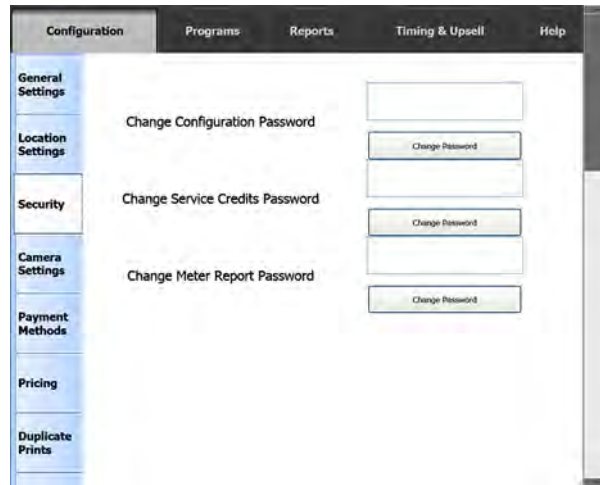 Configuration Programs Reports Timing & Upsell Help
General
Settings
Location
Settings
Security
Camera
Settings
Payment
Methods
Pricing
Duplicate
Prints
Change Configuration Password
Change Password
Change Service Credits Password
Change Password
Change Meter Report Password
Change Password